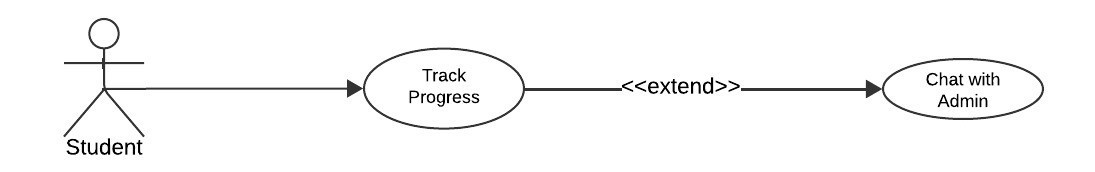 Track
Progress
<<extend>>
Chat with
Admin
Student